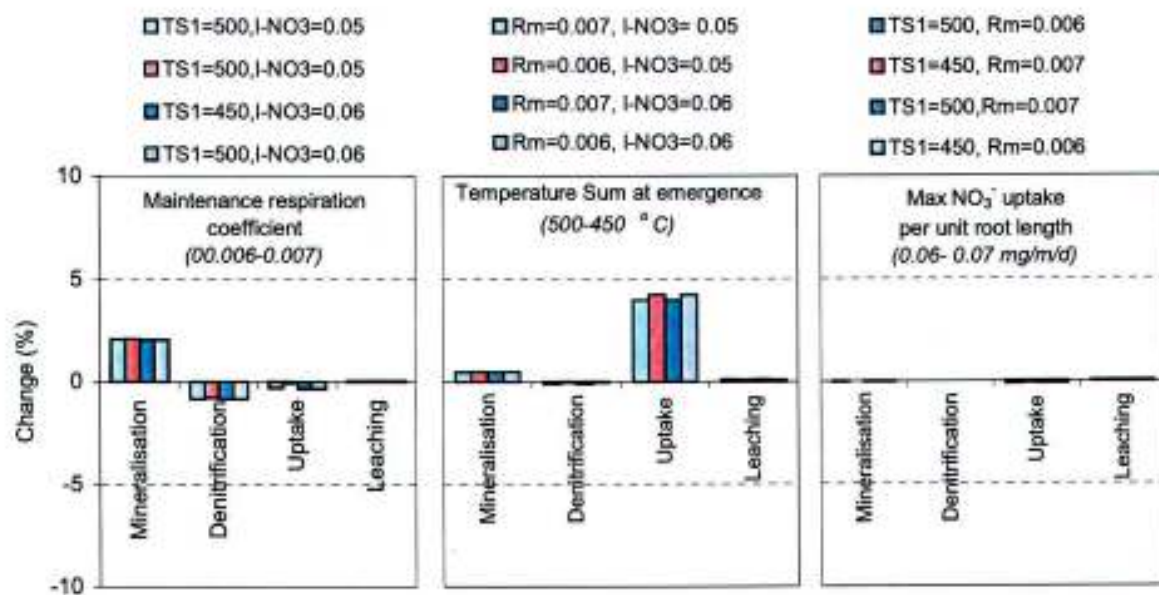 TS1=500,I-NO3=0.05
TS1=500,I-NO3=0.05
TS1=450,I-NO3=0.06
TS1=500,I-NO3=0.06
Rm=0.007, I-NO3= 0.05
Rm=0.006, I-NO3=0.05
Rm=0.007, I-NO3=0.06
Rm=0.006, I-NO3=0.06
TS1=500, Rm=0.006
TS1=450, Rm=0.007
TS1=500,Rm=0.007
TS1=450, Rm=0.006
Change (%)
10
5
0
-5
-10
Maintenance respiration
coefficient
(00.006-0.007)
Mineralisation
Denitrification
Uptake
Leaching
Temperature Sum at emergence
(500-450 ° C)
Mineralisation
Denitrification
Uptake
Leaching
Max NO₃⁻ uptake
per unit root length
(0.06- 0.07 mg/m/d)
Mineralisation
Denitrification
Uptake
Leaching